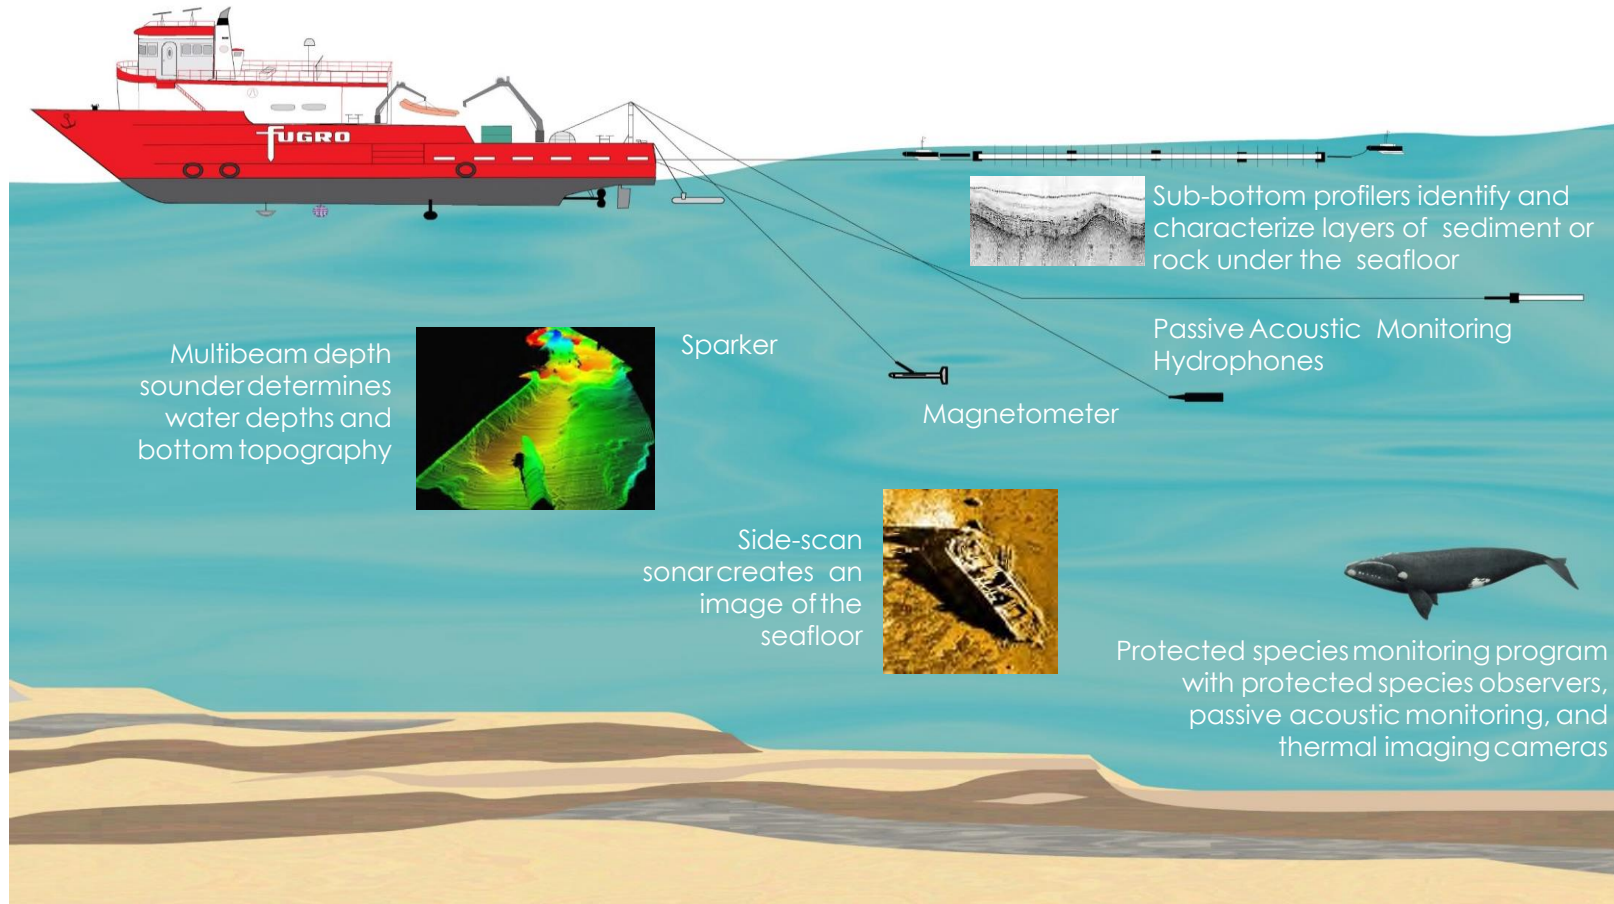 fUGRO
Sub-bottom profilers identify and
characterize layers of sediment or
rock under the seafloor
Passive Acoustic Monitoring
Hydrophones
Multibeam depth
sounder determines
water depths and
bottom topography
Sparker
Magnetometer
Side-scan
sonar creates an
image of the
seafloor
Protected species monitoring program
with protected species observers,
passive acoustic monitoring, and
thermal imaging cameras